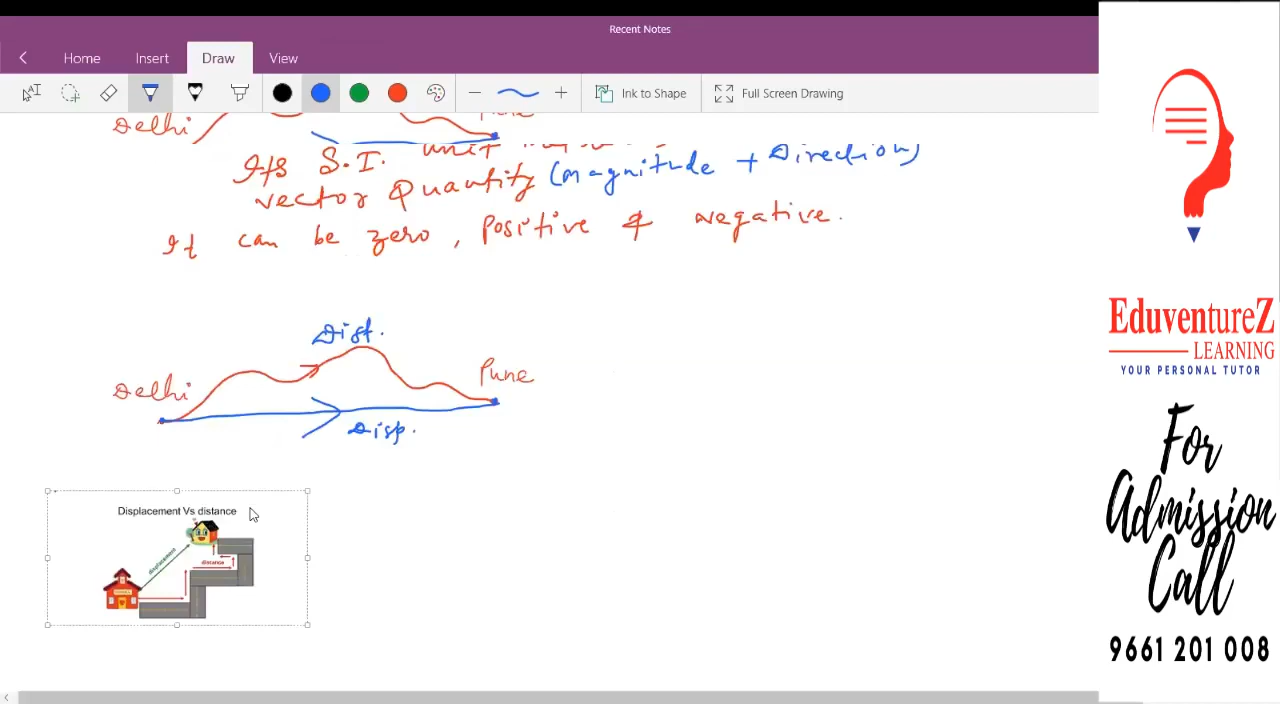 Recent Notes
Home Insert Draw View
Ink to Shape Full Screen Drawing
Delhi
Its S.I. unit
vector Quantity (magnitude + Direction)
It can be zero, Positive & Negative.
Dist.
Delhi
Pune
Disp.
Displacement Vs distance
displacement
distance
EduventureZ
LEARNING
YOUR PERSONAL TUTOR
For
Admission
Call
9661 201 008